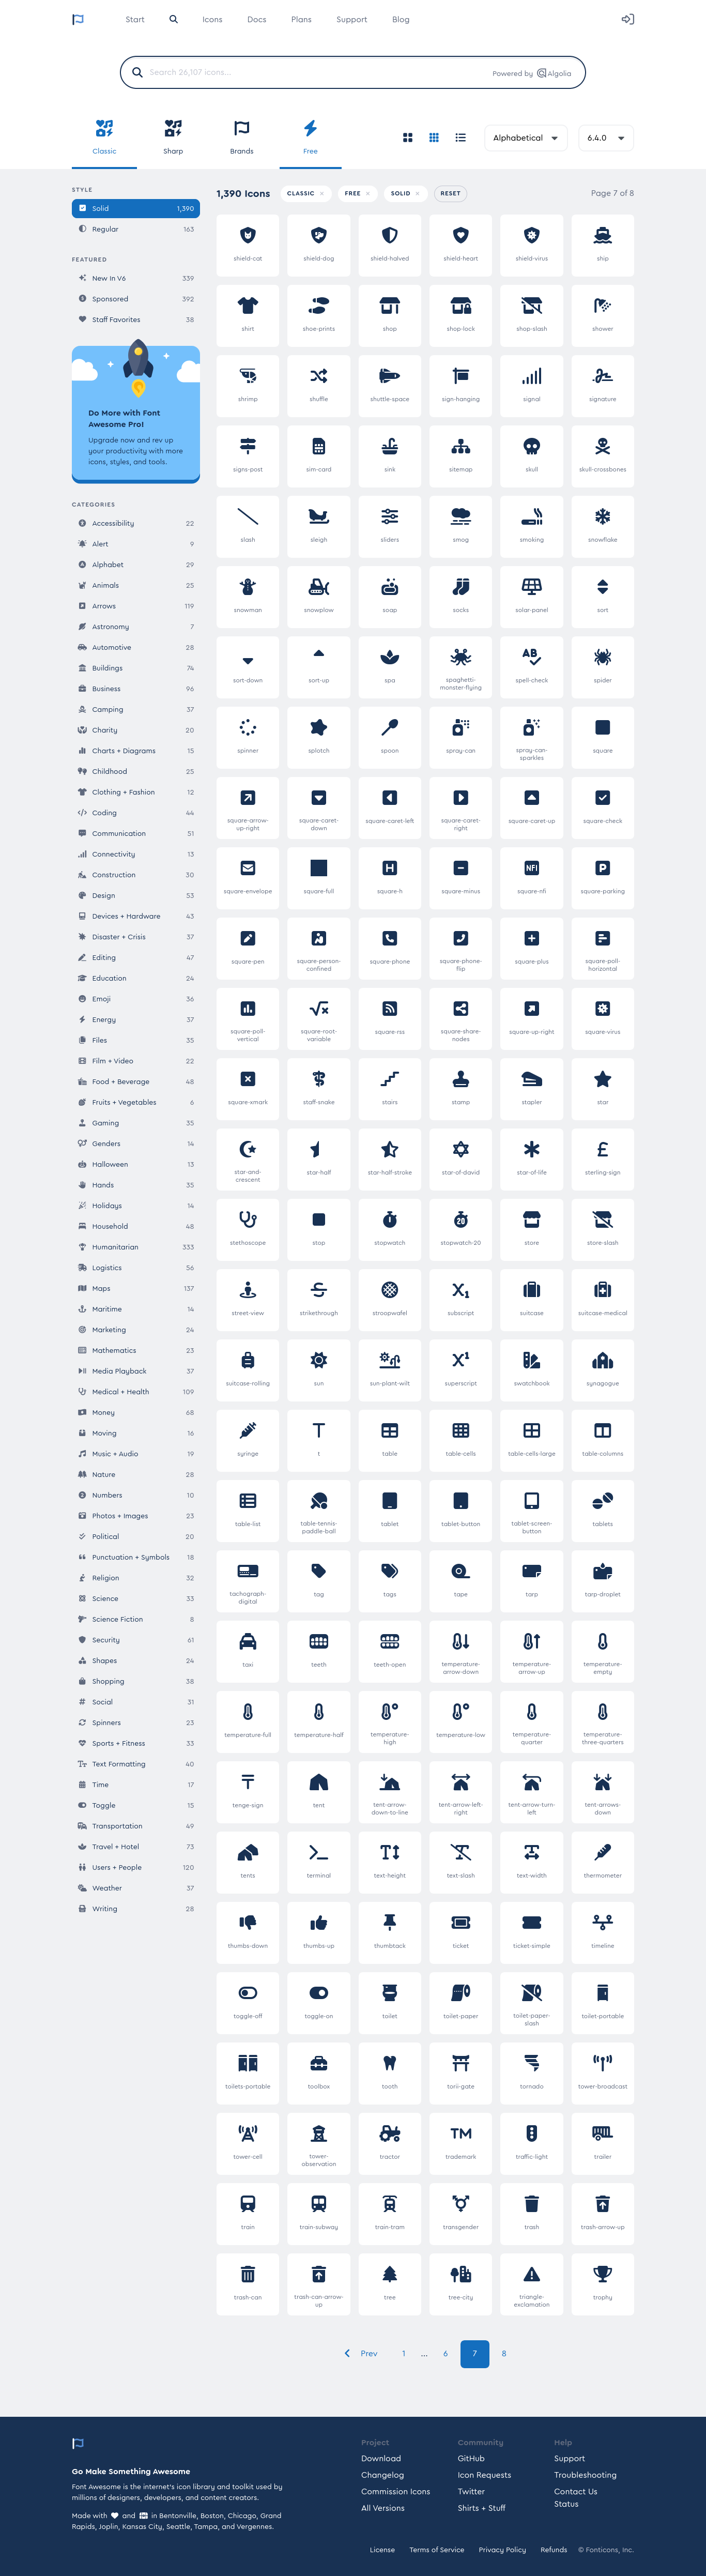 Start Icons Docs Plans Support Blog
Search 26,107 icons... Powered by Algolia
Classic Sharp Brands Free Alphabetical 6.4.0
STYLE
Solid 1,390
Regular 163
FEATURED
New In V6 339
Sponsored 392
Staff Favorites 38
Do More with Font
Awesome Pro!
Upgrade now and rev up
your productivity with more
icons, styles, and tools.
CATEGORIES
Accessibility 22
Alert 9
Alphabet 29
Animals 25
Arrows 119
Astronomy 7
Automotive 28
Buildings 74
Business 96
Camping 37
Charity 20
Charts + Diagrams 15
Childhood 25
Clothing + Fashion 12
Coding 44
Communication 51
Connectivity 13
Construction 30
Design 53
Devices + Hardware 43
Disaster + Crisis 37
Editing 47
Education 24
Emoji 36
Energy 37
Files 35
Film + Video 22
Food + Beverage 48
Fruits + Vegetables 6
Gaming 35
Genders 14
Halloween 13
Hands 35
Holidays 14
Household 48
Humanitarian 333
Logistics 56
Maps 137
Maritime 14
Marketing 24
Mathematics 23
Media Playback 37
Medical + Health 109
Money 68
Moving 16
Music + Audio 19
Nature 28
Numbers 10
Photos + Images 23
Political 20
Punctuation + Symbols 18
Religion 32
Science 33
Science Fiction 8
Security 61
Shapes 24
Shopping 38
Social 31
Spinners 23
Sports + Fitness 33
Text Formatting 40
Time 17
Toggle 15
Transportation 49
Travel + Hotel 73
Users + People 120
Weather 37
Writing 28
1,390 Icons CLASSIC × FREE × SOLID × RESET Page 7 of 8
shield-cat shield-dog shield-halved shield-heart shield-virus ship
shirt shoe-prints shop shop-lock shop-slash shower
shrimp shuffle shuttle-space sign-hanging signal signature
signs-post sim-card sink sitemap skull skull-crossbones
slash sleigh sliders smog smoking snowflake
snowman snowplow soap socks solar-panel sort
sort-down sort-up spa spaghetti-monster-flying AB spell-check spider
spinner splotch spoon spray-can spray-can-sparkles square
square-arrow-up-right square-caret-down square-caret-left square-caret-right square-caret-up square-check
H NFI P
square-envelope square-full square-h square-minus square-nfi square-parking
square-pen square-person-confined square-phone square-phone-flip square-plus square-poll-horizontal
square-poll-vertical square-root-variable square-rss square-share-nodes square-up-right square-virus
square-xmark staff-snake stairs stamp stapler star
star-and-crescent star-half star-half-stroke star-of-david star-of-life £ sterling-sign
stethoscope stop stopwatch 20 stopwatch-20 store store-slash
street-view S strikethrough stroopwafel X1 subscript suitcase suitcase-medical
suitcase-rolling sun sun-plant-wilt X1 superscript swatchbook synagogue
syringe T t table table-cells table-cells-large table-columns
table-list table-tennis-paddle-ball tablet tablet-button tablet-screen-button tablets
tachograph-digital tag tags tape tarp tarp-droplet
taxi teeth teeth-open temperature-arrow-down temperature-arrow-up temperature-empty
temperature-full temperature-half temperature-high temperature-low temperature-quarter temperature-three-quarters
tenge-sign tent tent-arrow-down-to-line tent-arrow-left-right tent-arrow-turn-left tent-arrows-down
tents terminal text-height text-slash text-width thermometer
thumbs-down thumbs-up thumbtack ticket ticket-simple timeline
toggle-off toggle-on toilet toilet-paper toilet-paper-slash toilet-portable
toilets-portable toolbox tooth torii-gate tornado tower-broadcast
tower-cell tower-observation tractor TM trademark traffic-light trailer
train train-subway train-tram transgender trash trash-arrow-up
trash-can trash-can-arrow-up tree tree-city triangle-exclamation trophy
Prev 1 ... 6 7 8
Go Make Something Awesome
Font Awesome is the internet's icon library and toolkit used by
millions of designers, developers, and content creators.
Made with and in Bentonville, Boston, Chicago, Grand
Rapids, Joplin, Kansas City, Seattle, Tampa, and Vergennes.
Project
Download
Changelog
Commission Icons
All Versions
Community
GitHub
Icon Requests
Twitter
Shirts + Stuff
Help
Support
Troubleshooting
Contact Us
Status
License Terms of Service Privacy Policy Refunds © Fonticons, Inc.